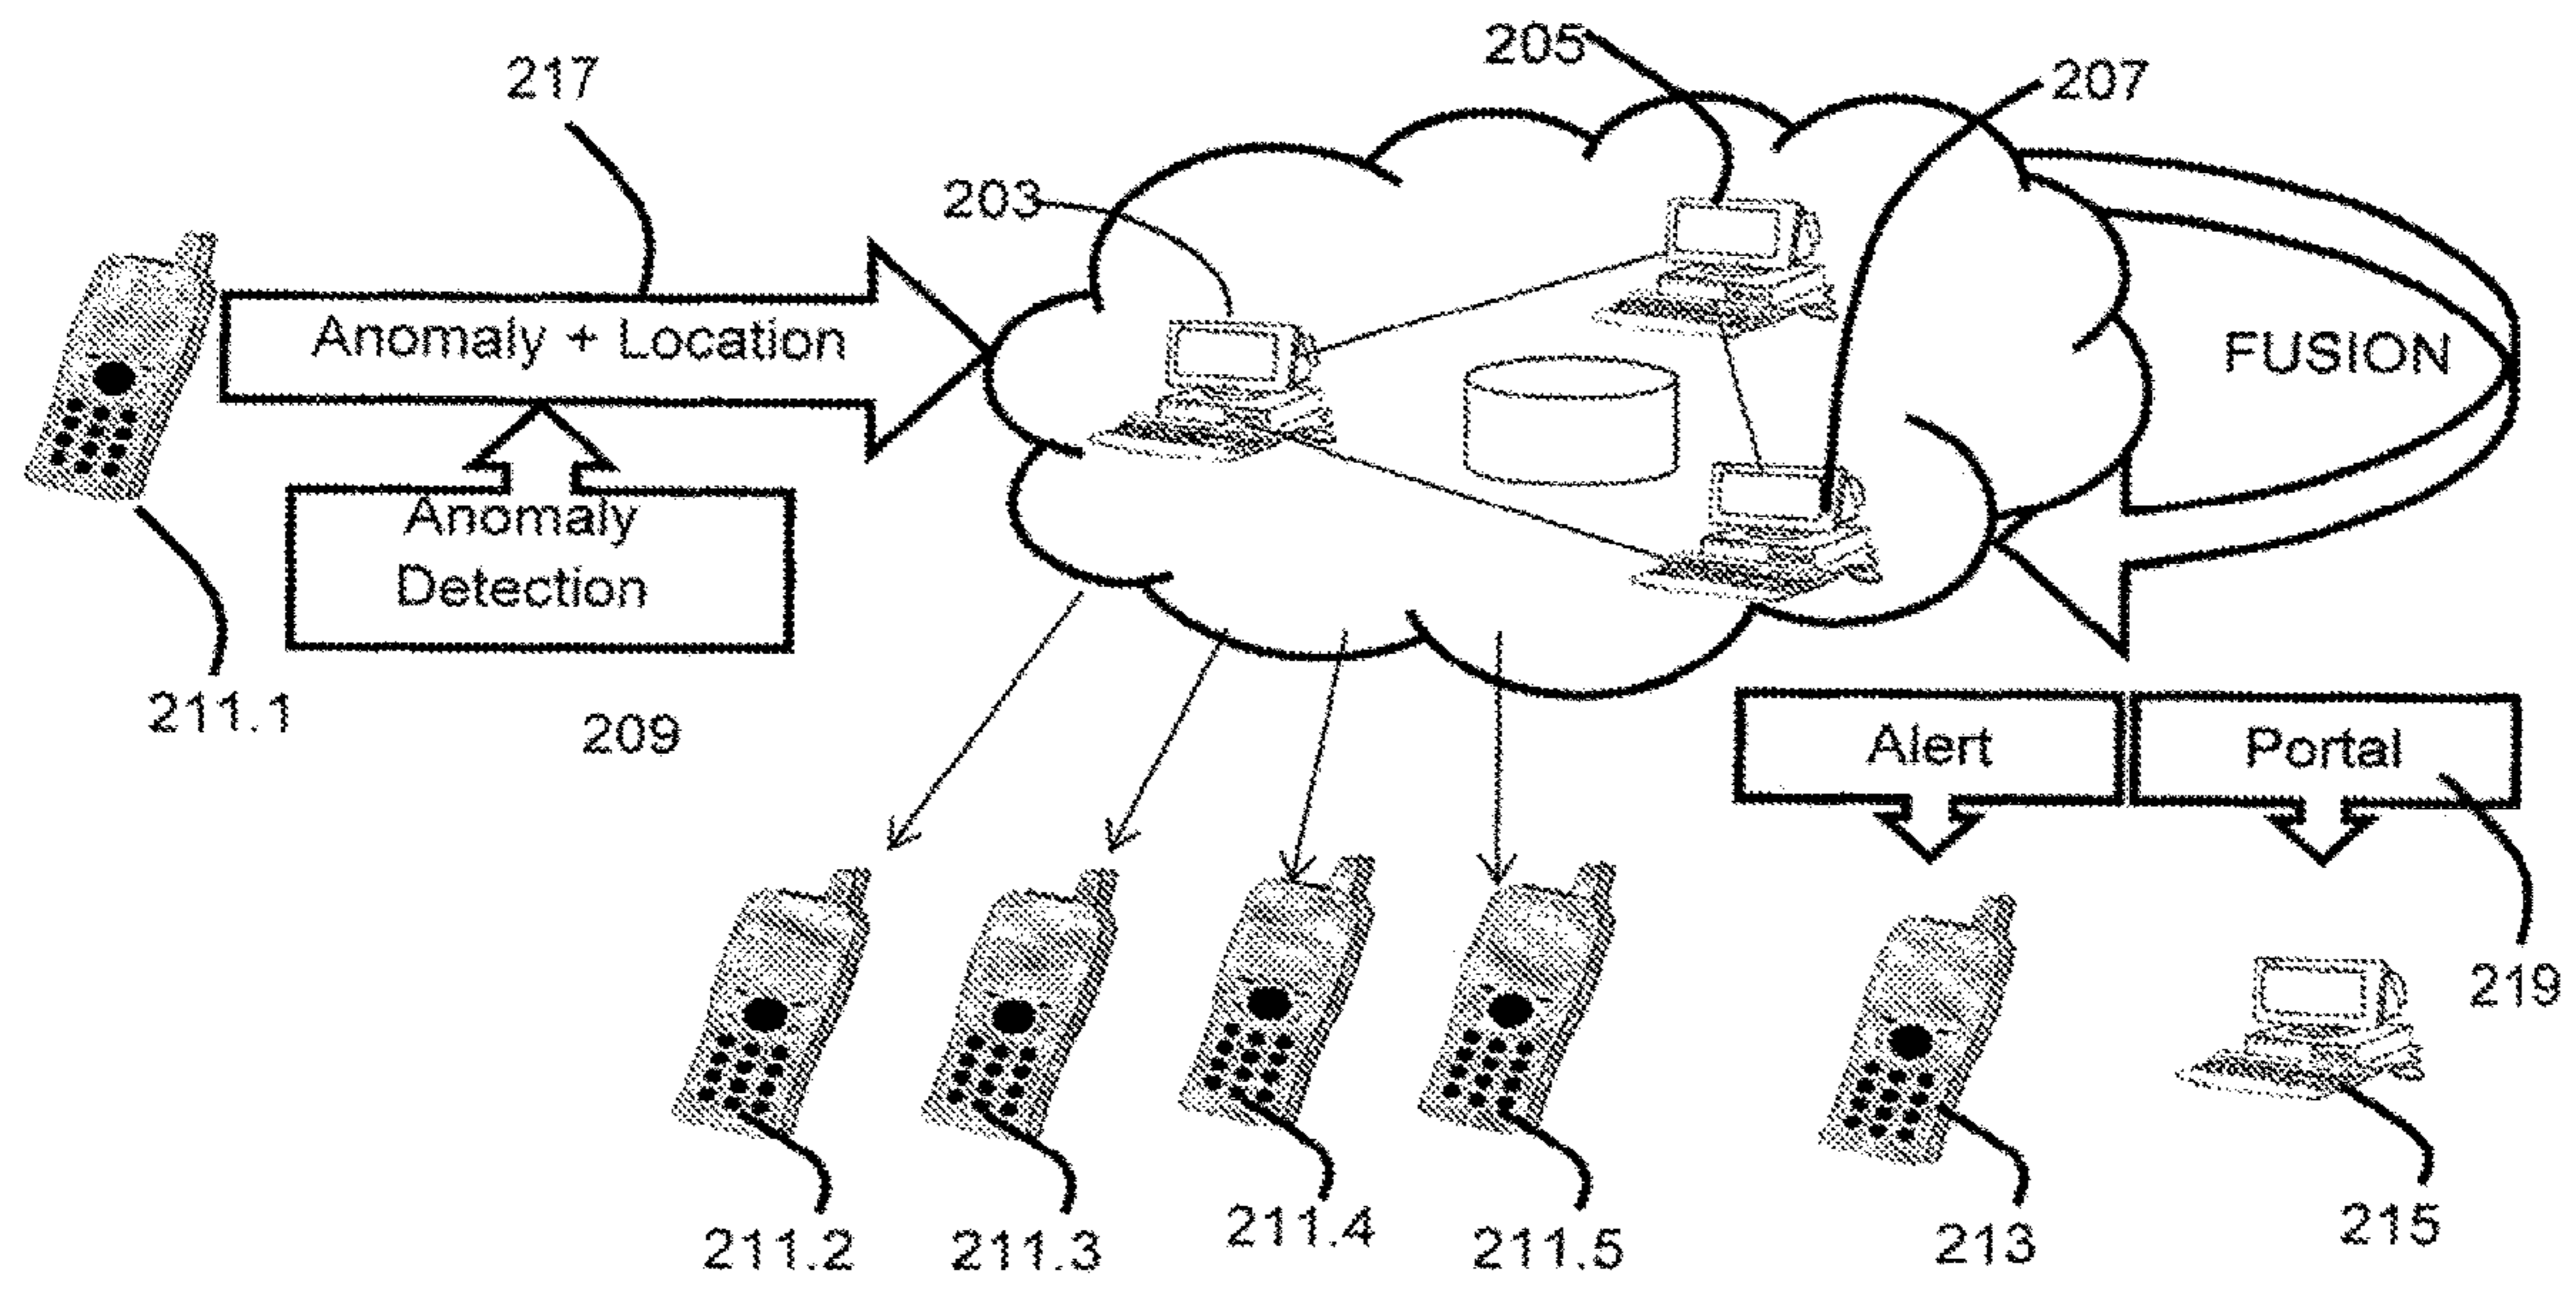 205
217
207
203
Anomaly + Location
FUSION
Anomaly
Detection
211.1
209
Alert
Portal
219
211.2
211.3
211.4
211.5
213
215